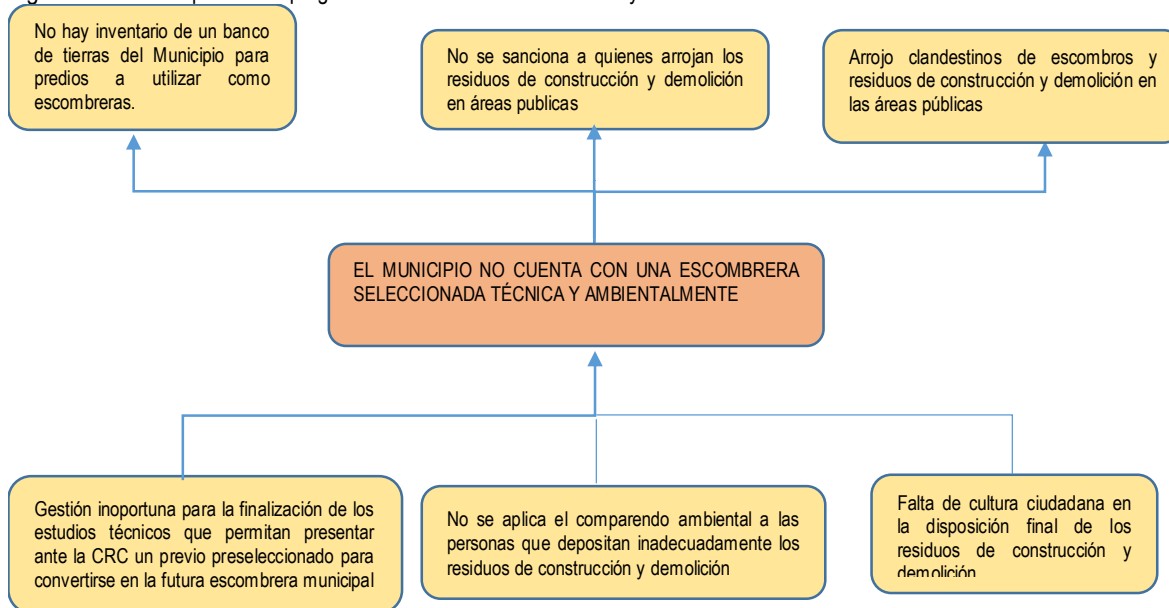 No hay inventario de un banco
de tierras del Municipio para
predios a utilizar como
escombreras.
No se sanciona a quienes arrojan los
residuos de construcción y demolición
en áreas publicas
Arrojo clandestinos de escombros y
residuos de construcción y demolición en
las áreas públicas
EL MUNICIPIO NO CUENTA CON UNA ESCOMBRERA
SELECCIONADA TÉCNICA Y AMBIENTALMENTE
Gestión inoportuna para la finalización de los
estudios técnicos que permitan presentar
ante la CRC un previo preseleccionado para
convertirse en la futura escombrera municipal
No se aplica el comparendo ambiental a las
personas que depositan inadecuadamente los
residuos de construcción y demolición
Falta de cultura ciudadana en
la disposición final de los
residuos de construcción y
demolición